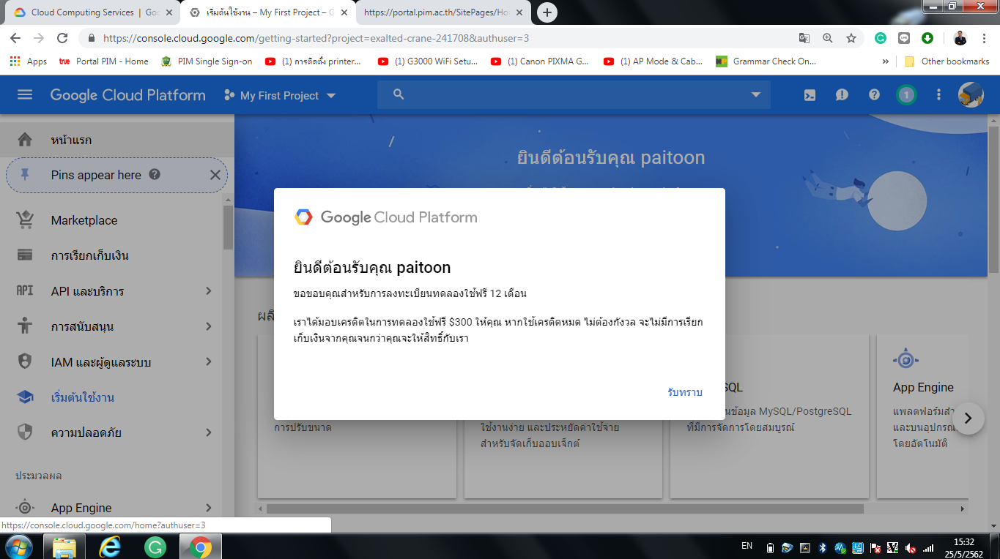 Cloud Computing Services | Goo
เริ่มต้นใช้งาน – My First Project – G
https://portal.pim.ac.th/SitePages/Ho
https://console.cloud.google.com/getting-started?project=exalted-crane-241708&authuser=3
Apps
true Portal PIM - Home
PIM Single Sign-on
(1) การติดตั้ง printer...
(1) G3000 WiFi Setu...
(1) Canon PIXMA G...
(1) AP Mode & Cab...
Grammar Check On...
»
Other bookmarks
Google Cloud Platform
My First Project
1
หน้าแรก
Pins appear here
Marketplace
การเรียกเก็บเงิน
API API และบริการ
การสนับสนุน
IAM และผู้ดูแลระบบ
เริ่มต้นใช้งาน
ความปลอดภัย
ประมวลผล
App Engine
https://console.cloud.google.com/home?authuser=3
ยินดีต้อนรับคุณ paitoon
Google Cloud Platform
ยินดีต้อนรับคุณ paitoon
ขอขอบคุณสำหรับการลงทะเบียนทดลองใช้ฟรี 12 เดือน
เราได้มอบเครดิตในการทดลองใช้ฟรี $300 ให้คุณ หากใช้เครดิตหมด ไม่ต้องกังวล จะไม่มีการเรียก
เก็บเงินจากคุณจนกว่าคุณจะให้สิทธิ์กับเรา
รับทราบ
การปรับขนาด
ใช้งานง่าย และประหยัดค่าใช้จ่าย
สำหรับจัดเก็บออบเจ็กต์
SQL
นข้อมูล MySQL/PostgreSQL
ที่มีการจัดการโดยสมบูรณ์
App Engine
แพลตฟอร์มสำ
และบนอุปกรณ
โดยอัตโนมัติ
EN
15:32
25/5/2562